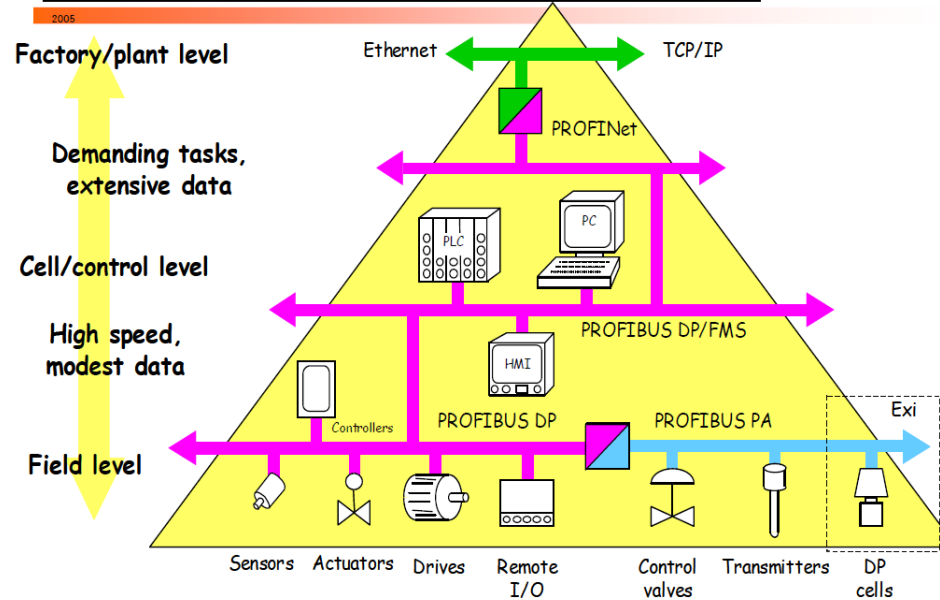 2005
Factory/plant level
Ethernet
TCP/IP
PROFINet
Demanding tasks,
extensive data
PLC
PC
Cell/control level
PROFIBUS DP/FMS
High speed,
modest data
HMI
Controllers
PROFIBUS DP
PROFIBUS PA
Exi
Field level
Sensors
Actuators
Drives
Remote
I/O
Control
valves
Transmitters
DP
cells